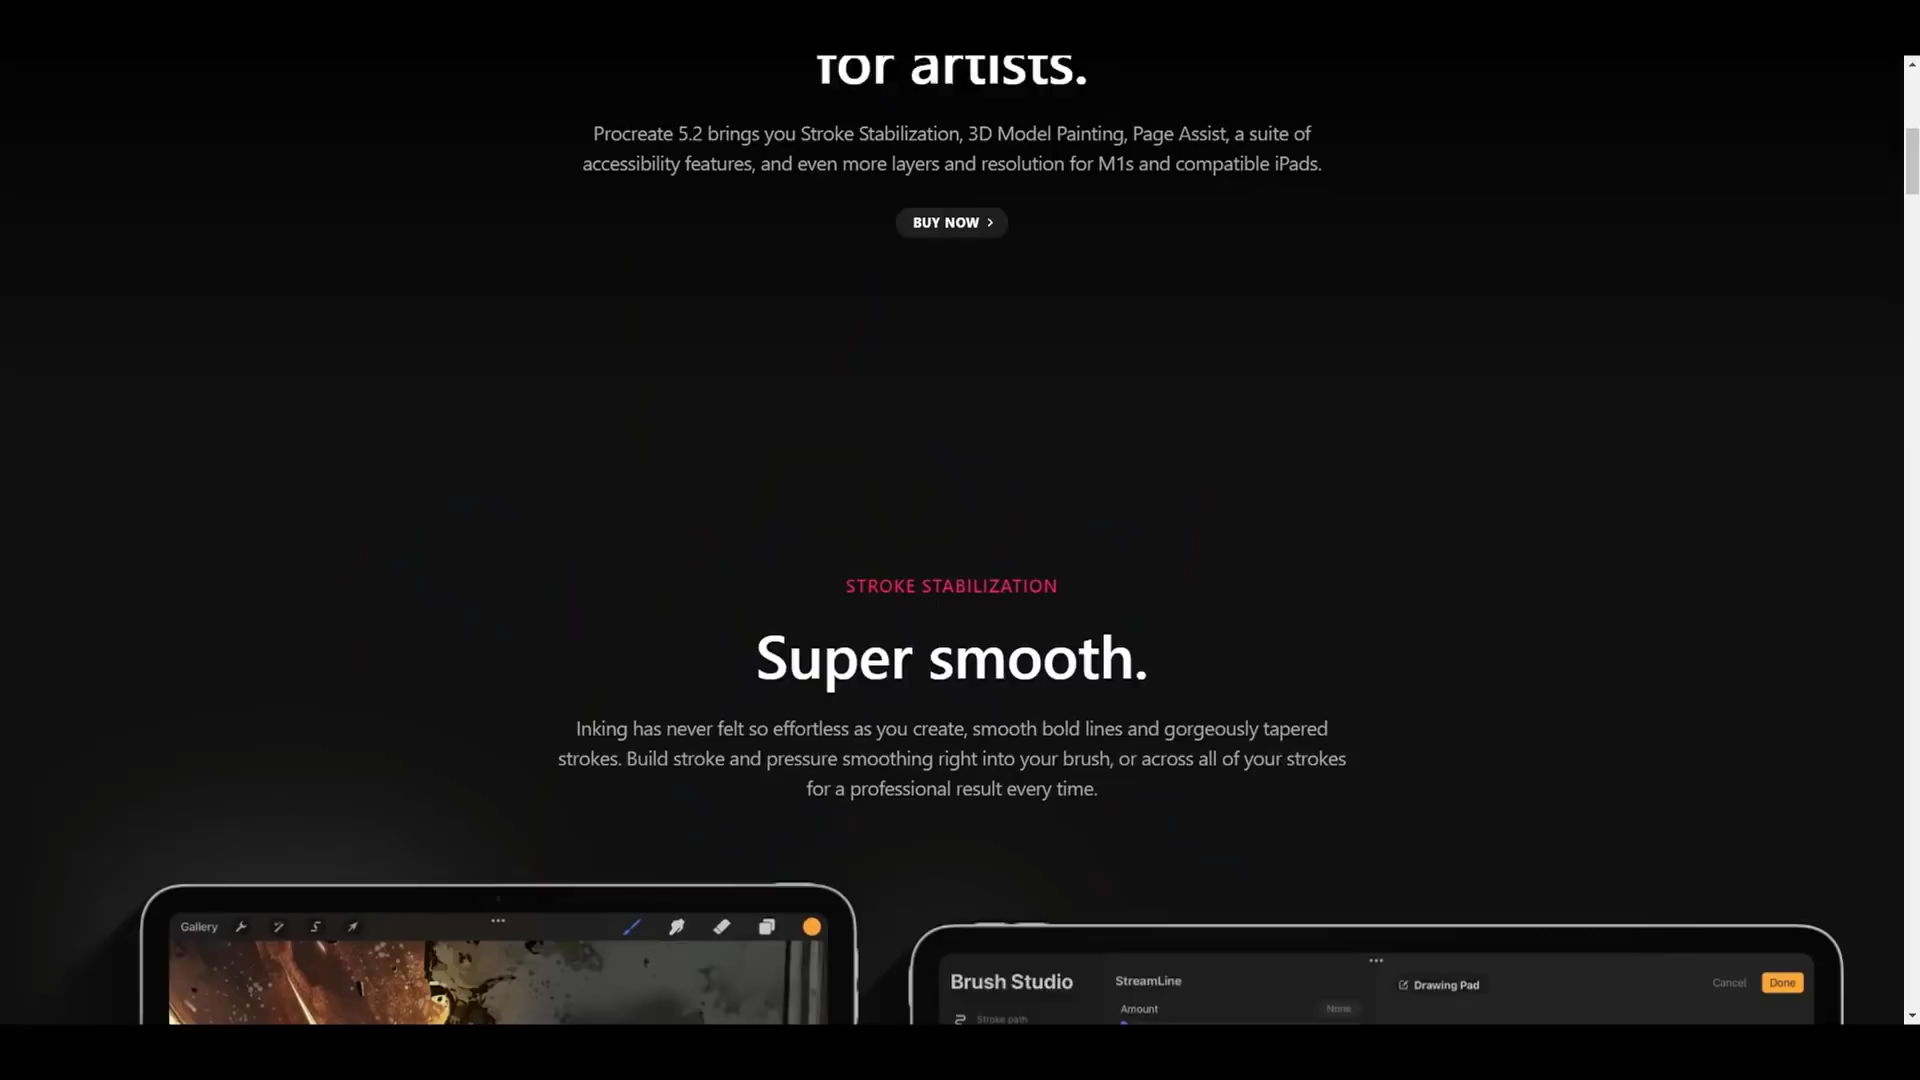 for artists.
Procreate 5.2 brings you Stroke Stabilization, 3D Model Painting, Page Assist, a suite of
accessibility features, and even more layers and resolution for M1s and compatible iPads.
BUY NOW >
STROKE STABILIZATION
Super smooth.
Inking has never felt so effortless as you create, smooth bold lines and gorgeously tapered
strokes. Build stroke and pressure smoothing right into your brush, or across all of your strokes
for a professional result every time.
Gallery
Brush Studio
StreamLine
Drawing Pad
Cancel
Done
Amount
None
Stroke path